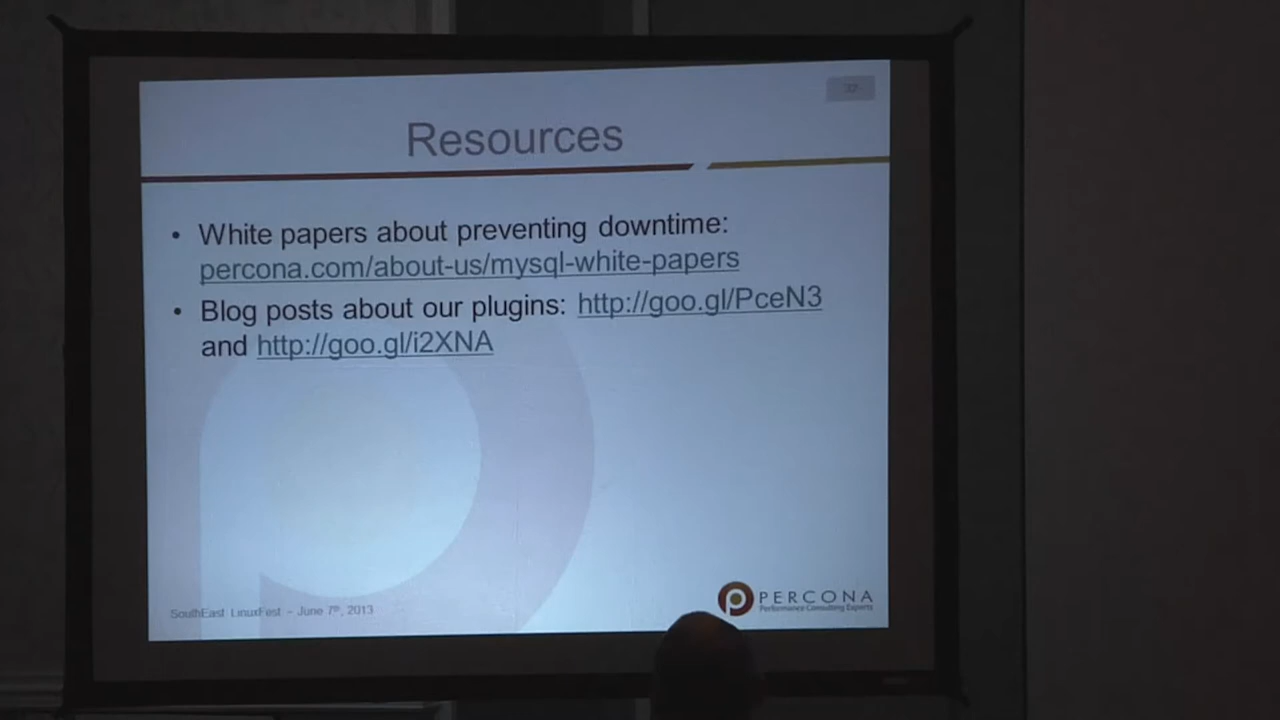 37
Resources
• White papers about preventing downtime:
percona.com/about-us/mysql-white-papers
• Blog posts about our plugins: http://goo.gl/PceN3
and http://goo.gl/i2XNA
SouthEast LinuxFest – June 7th, 2013
PERCONA
Performance Consulting Experts